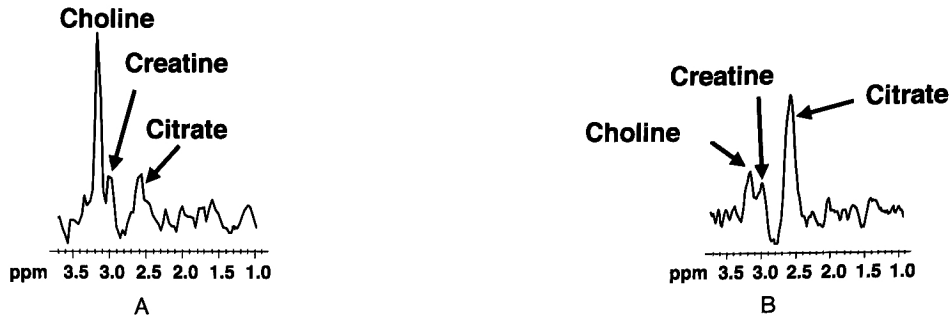 Choline
Creatine
Citrate
ppm 3.5 3.0 2.5 2.0 1.5 1.0
A
Creatine
Citrate
Choline
ppm 3.5 3.0 2.5 2.0 1.5 1.0
B